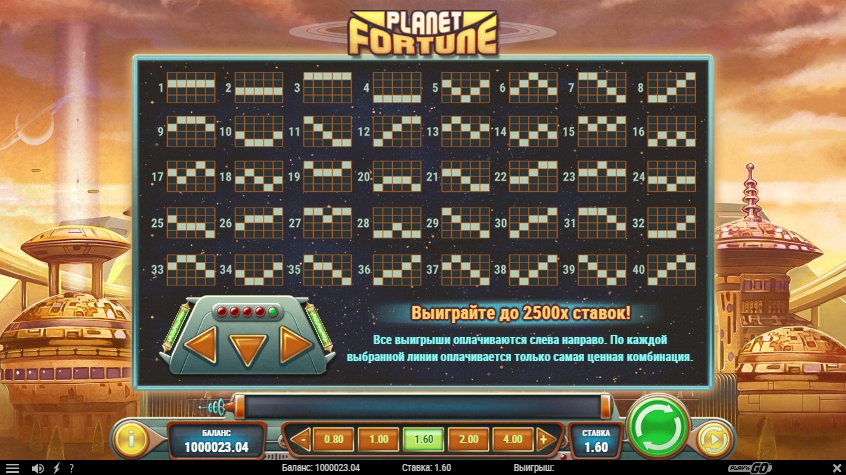 PLANET
FORTUNE
1 2 3 4 5 6 7 8
9 10 11 12 13 14 15 16
17 18 19 20 21 22 23 24
25 26 27 28 29 30 31 32
33 34 35 36 37 38 39 40
Выиграйте до 2500x ставок!
Все выигрыши оплачиваются слева направо. По каждой
выбранной линии оплачивается только самая ценная комбинация.
i БАЛАНС 1000023.04 - 0.80 1.00 1.60 2.00 4.00 + СТАВКА 1.60
? Баланс: 1000023.04 Ставка: 1.60 Выигрыш: PLAY'N GO